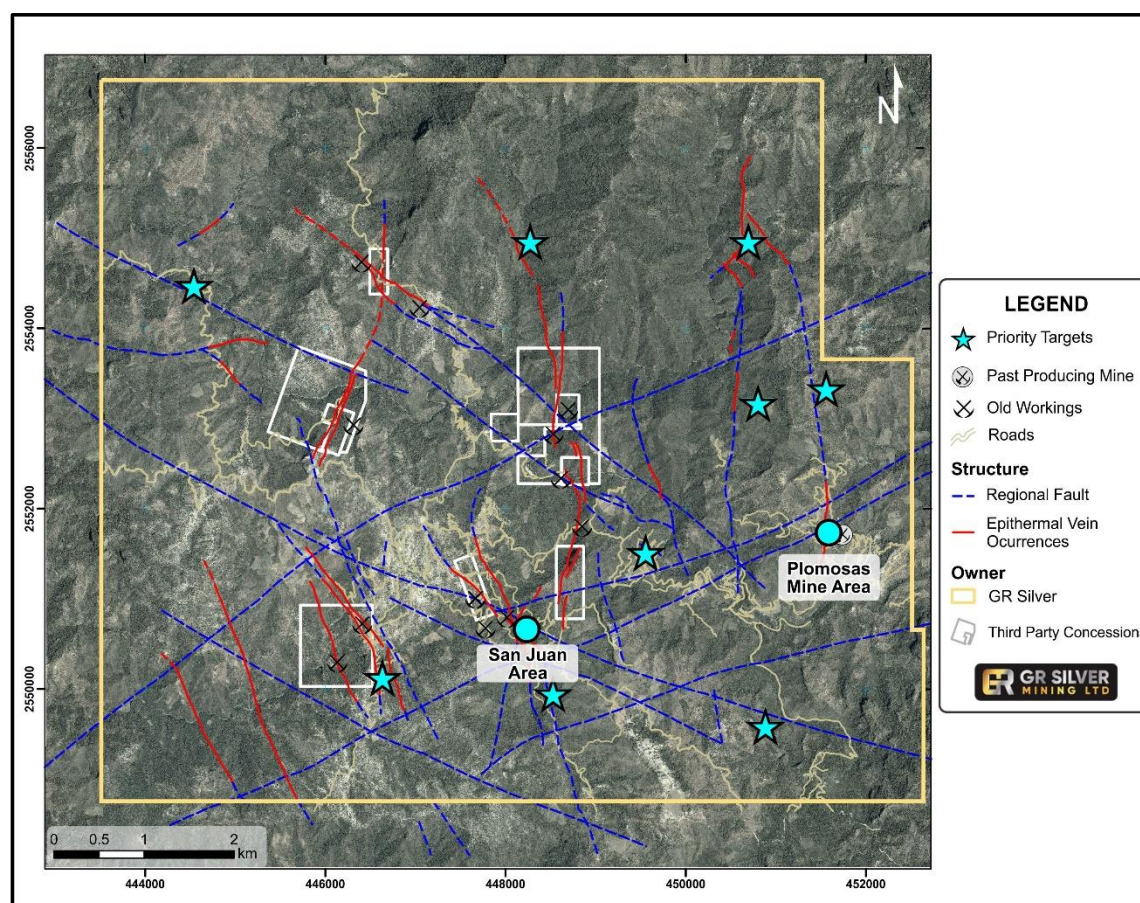 N
2556000
2554000
2552000
2550000
444000
446000
448000
450000
452000
0 0.5 1 2
km
San Juan
Area
Plomosas
Mine Area
LEGEND
Priority Targets
Past Producing Mine
Old Workings
Roads
Structure
Regional Fault
Epithermal Vein
Ocurrences
Owner
GR Silver
Third Party Concession
GR SILVER
MINING LTD